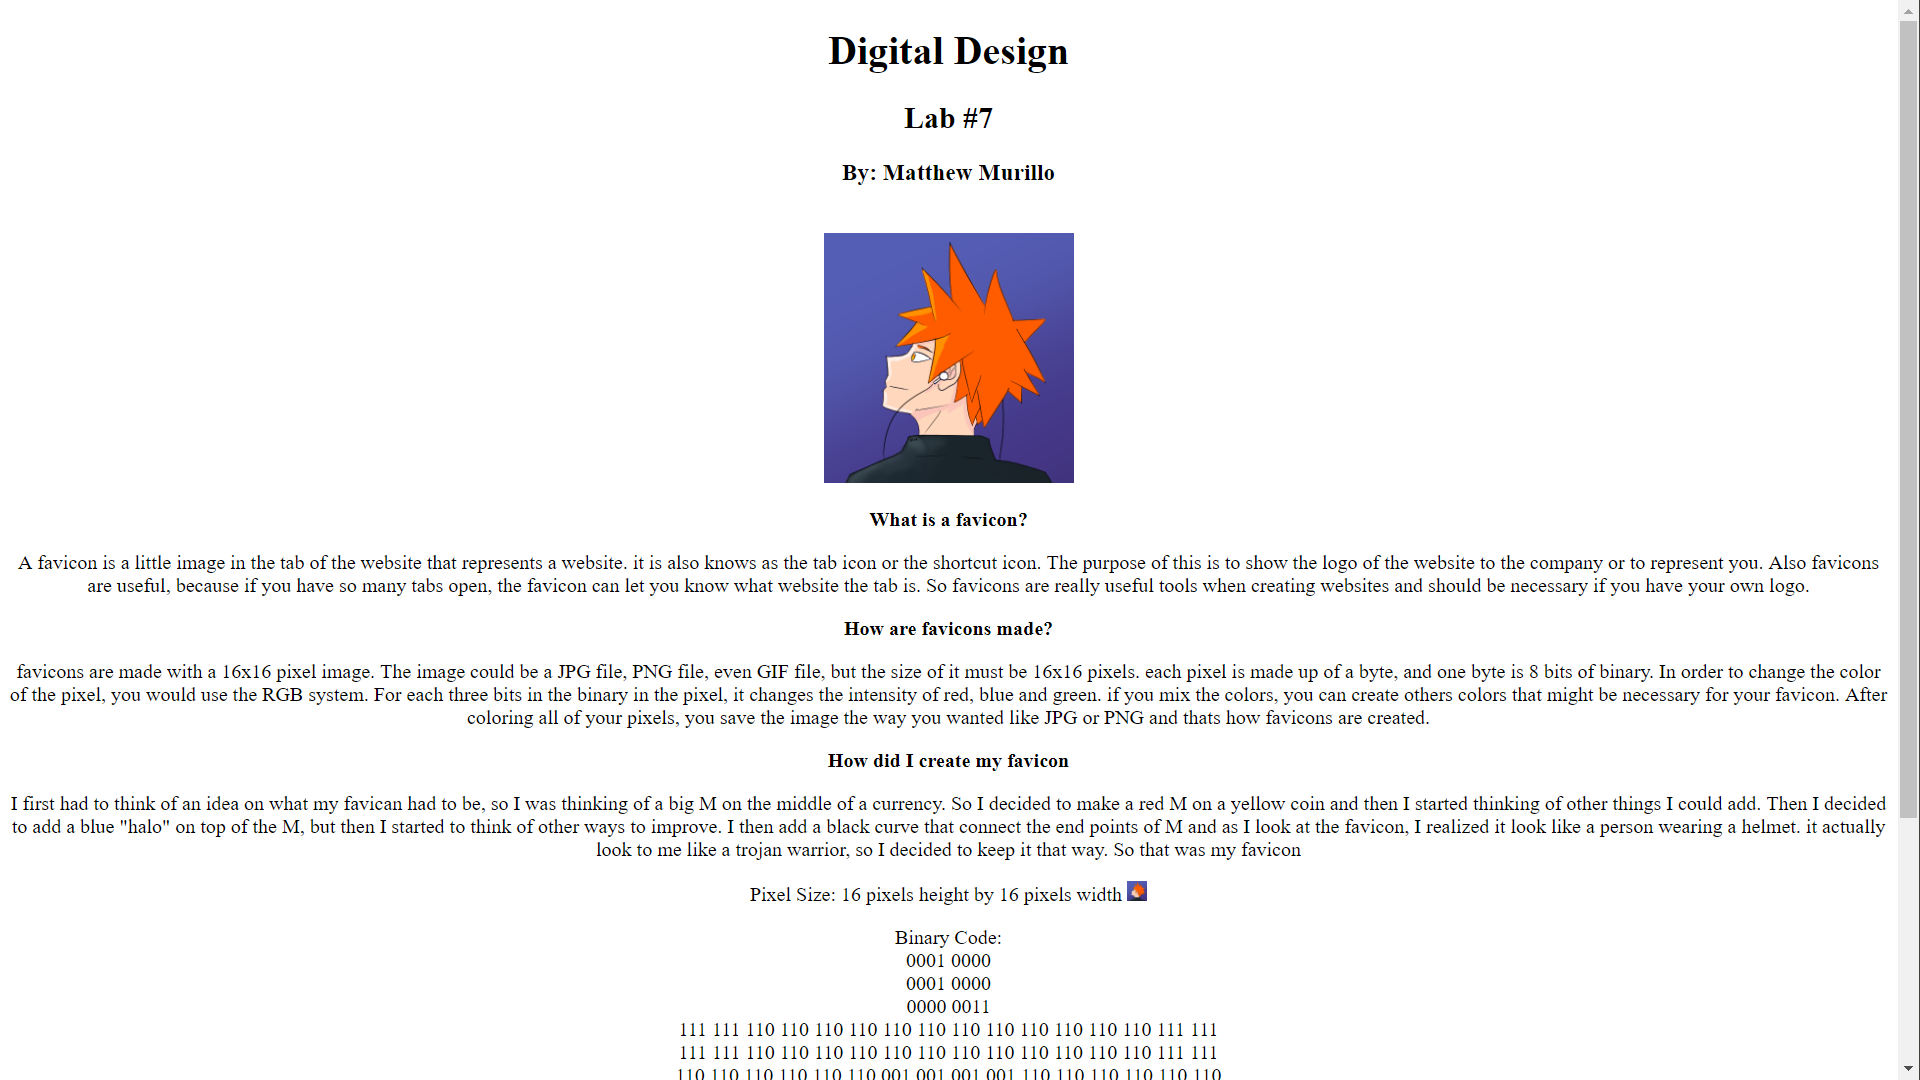 Digital Design
Lab #7
By: Matthew Murillo
What is a favicon?
A favicon is a little image in the tab of the website that represents a website. it is also knows as the tab icon or the shortcut icon. The purpose of this is to show the logo of the website to the company or to represent you. Also favicons
are useful, because if you have so many tabs open, the favicon can let you know what website the tab is. So favicons are really useful tools when creating websites and should be necessary if you have your own logo.
How are favicons made?
favicons are made with a 16x16 pixel image. The image could be a JPG file, PNG file, even GIF file, but the size of it must be 16x16 pixels. each pixel is made up of a byte, and one byte is 8 bits of binary. In order to change the color
of the pixel, you would use the RGB system. For each three bits in the binary in the pixel, it changes the intensity of red, blue and green. if you mix the colors, you can create others colors that might be necessary for your favicon. After
coloring all of your pixels, you save the image the way you wanted like JPG or PNG and thats how favicons are created.
How did I create my favicon
I first had to think of an idea on what my favican had to be, so I was thinking of a big M on the middle of a currency. So I decided to make a red M on a yellow coin and then I started thinking of other things I could add. Then I decided
to add a blue "halo" on top of the M, but then I started to think of other ways to improve. I then add a black curve that connect the end points of M and as I look at the favicon, I realized it look like a person wearing a helmet. it actually
look to me like a trojan warrior, so I decided to keep it that way. So that was my favicon
Pixel Size: 16 pixels height by 16 pixels width
Binary Code:
0001 0000
0001 0000
0000 0011
111 111 110 110 110 110 110 110 110 110 110 110 110 110 111 111
111 111 110 110 110 110 110 110 110 110 110 110 110 110 111 111
110 110 110 110 110 110 001 001 001 001 110 110 110 110 110 110